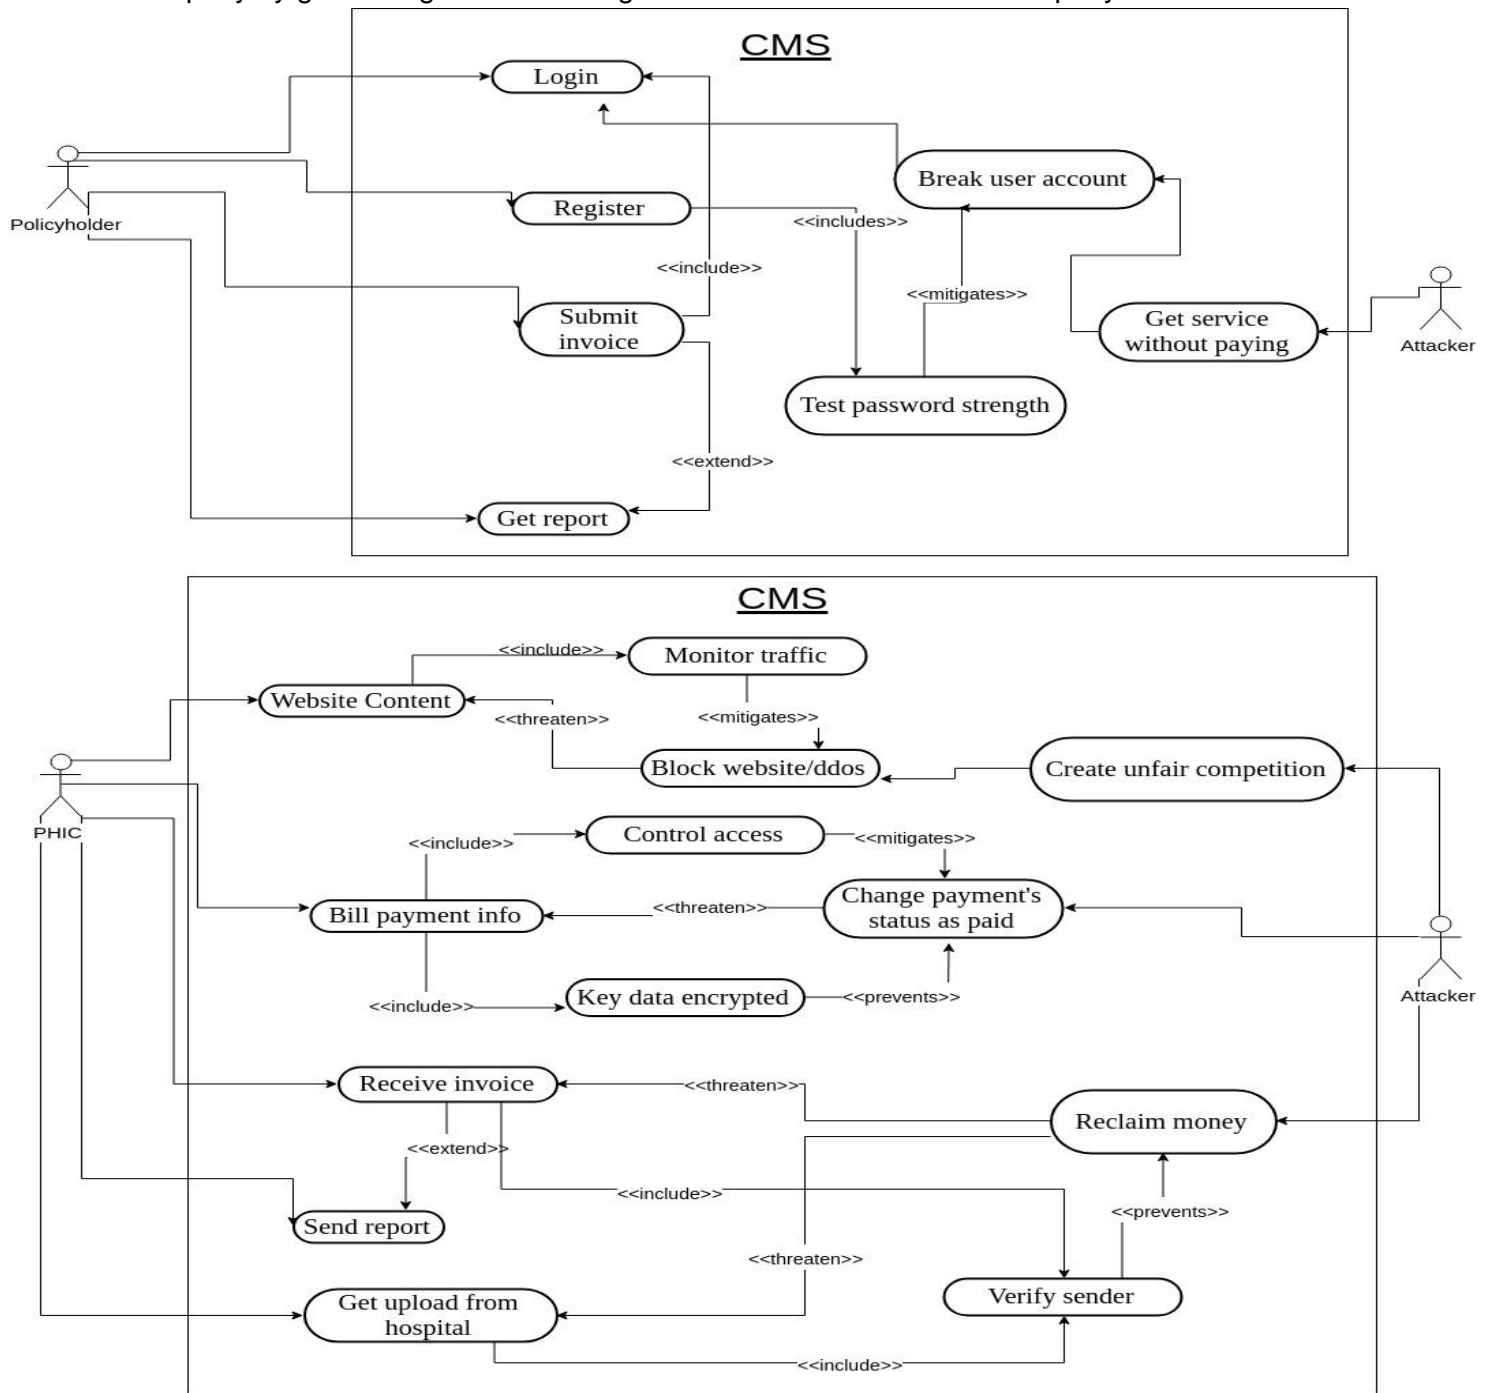 CMS
Login
Break user account
Policyholder
Register
<<includes>>
<<include>>
<<mitigates>>
Submit
invoice
Get service
without paying
Attacker
Test password strength
<<extend>>
Get report
CMS
<<include>>
Monitor traffic
Website Content
<<threaten>>
<<mitigates>>
Block website/ddos
Create unfair competition
PHIC
<<include>>
Control access
<<mitigates>>
Bill payment info
<<threaten>>
Change payment's
status as paid
<<include>>
Key data encrypted
<<prevents>>
Attacker
Receive invoice
<<threaten>>
Reclaim money
<<extend>>
<<include>>
<<prevents>>
Send report
<<threaten>>
Get upload from
hospital
Verify sender
<<include>>